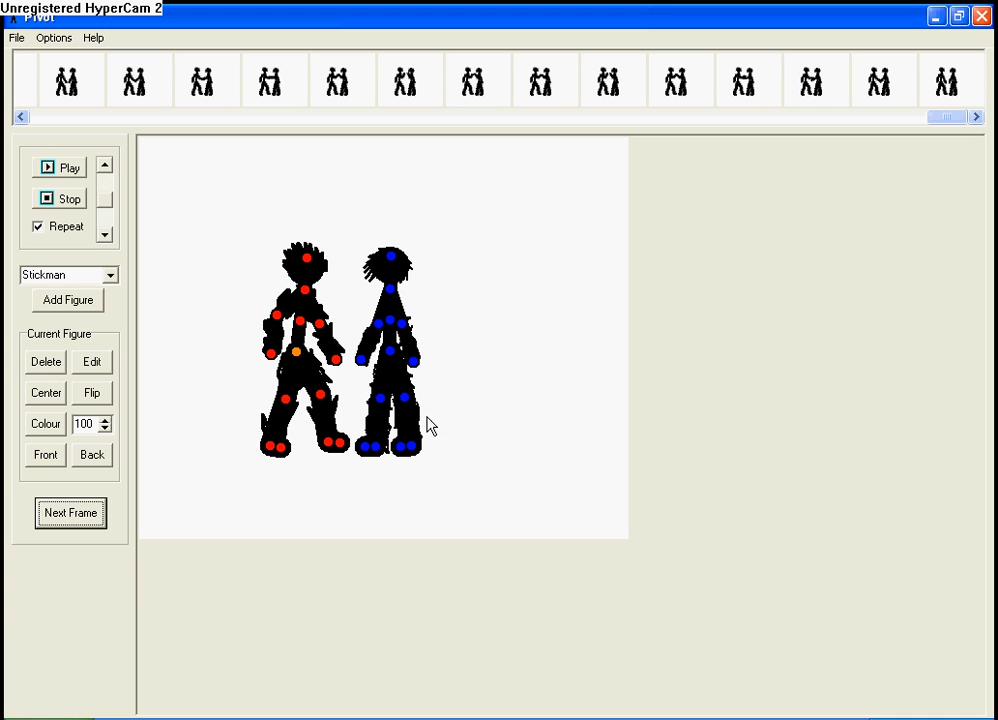 Unregistered HyperCam 2
Pivot
File Options Help
Play
Stop
Repeat
Stickman
Add Figure
Current Figure
Delete Edit
Center Flip
Colour 100
Front Back
Next Frame